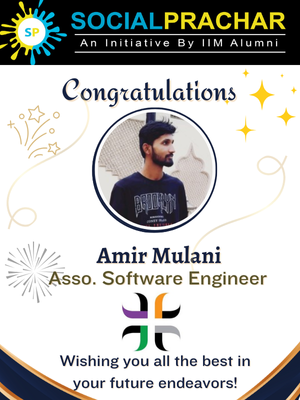 SP
SOCIALPRACHAR
An Initiative By IIM Alumni
Congratulations
BROOKLYN
Amir Mulani
Asso. Software Engineer
Wishing you all the best in
your future endeavors!